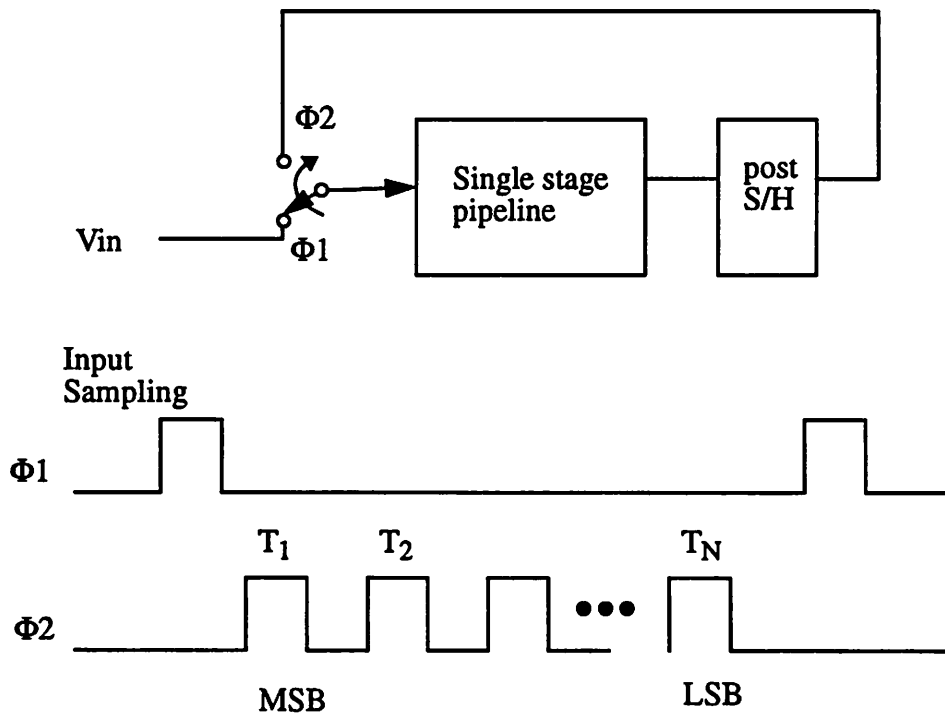 Φ2
Single stage
pipeline
post
S/H
Vin
Φ1
Input
Sampling
Φ1
T1
T2
TN
Φ2
MSB
LSB